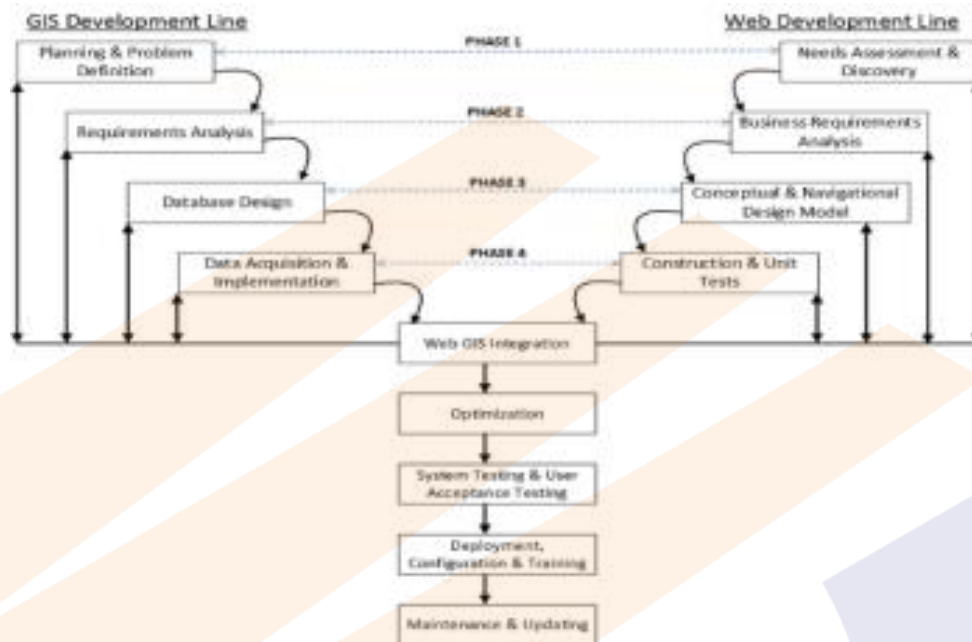 GIS Development Line
Web Development Line
Planning & Problem
Definition
PHASE 1
Needs Assessment &
Discovery
Requirements Analysis
PHASE 2
Business Requirements
Analysis
Database Design
PHASE 3
Conceptual & Navigational
Design Model
Data Acquisition &
Implementation
PHASE 4
Construction & Unit
Tests
Web GIS Integration
Optimization
System Testing & User
Acceptance Testing
Deployment,
Configuration & Training
Maintenance & Updating